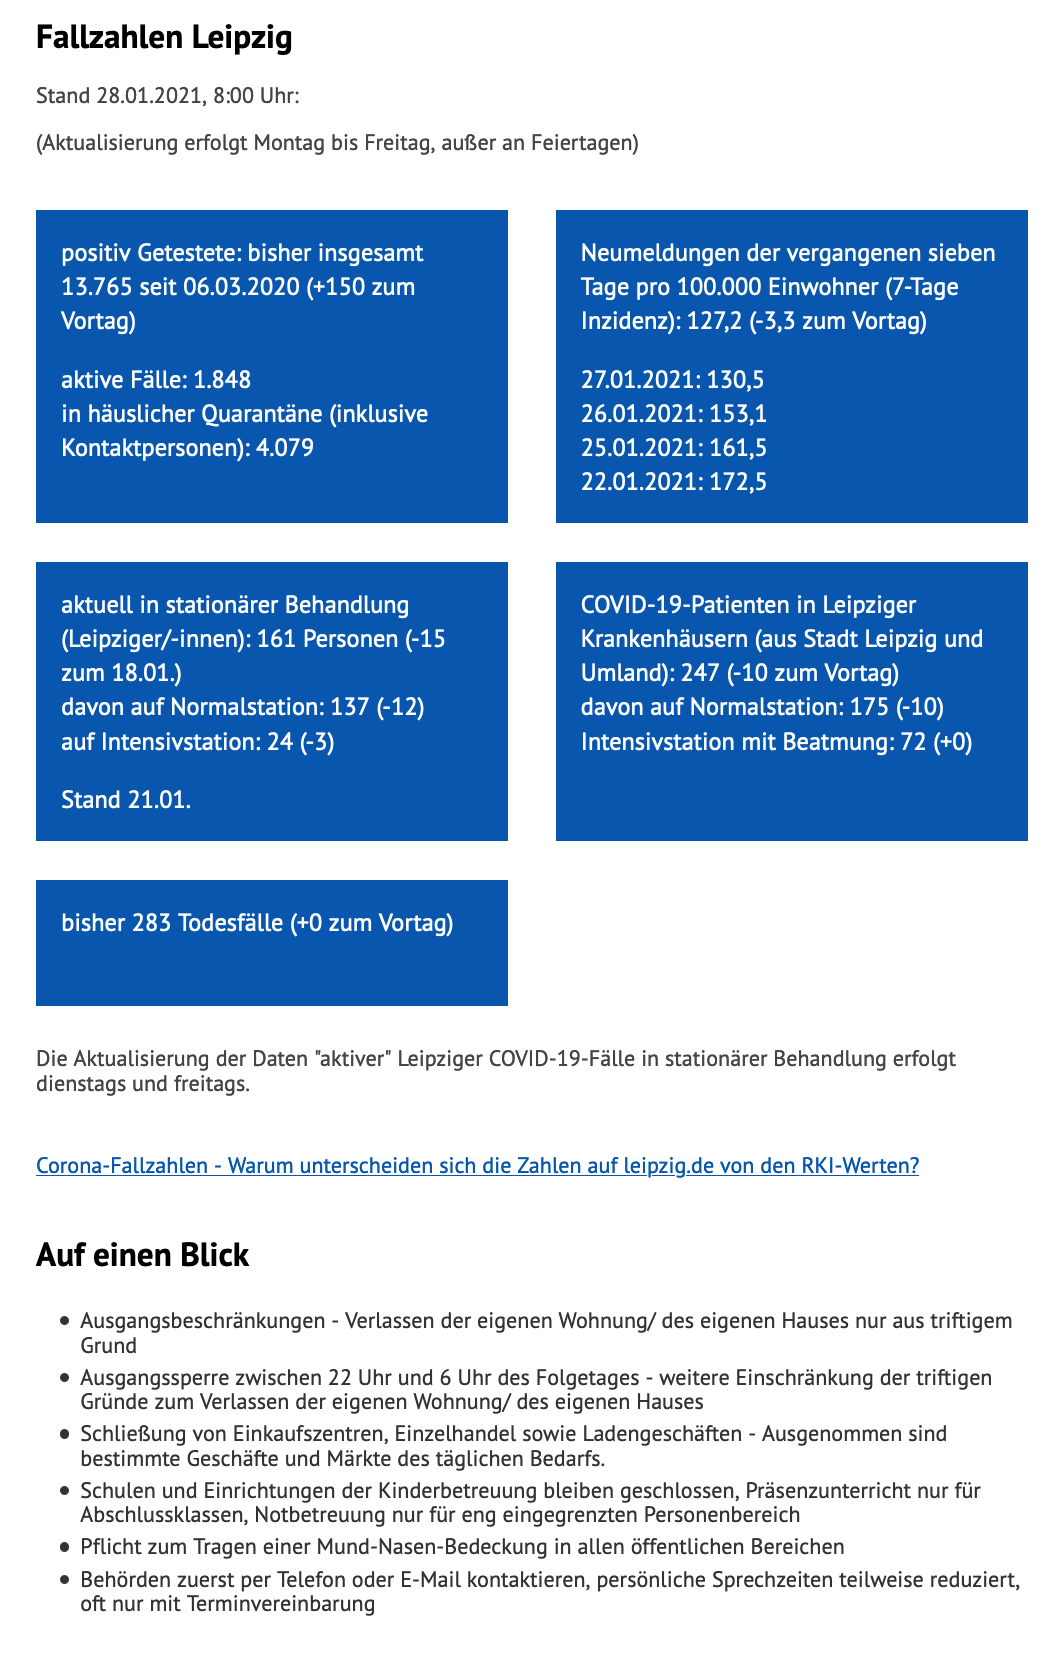 Fallzahlen Leipzig
Stand 28.01.2021, 8:00 Uhr:
(Aktualisierung erfolgt Montag bis Freitag, außer an Feiertagen)
positiv Getestete: bisher insgesamt
13.765 seit 06.03.2020 (+150 zum
Vortag)
aktive Fälle: 1.848
in häuslicher Quarantäne (inklusive
Kontaktpersonen): 4.079
Neumeldungen der vergangenen sieben
Tage pro 100.000 Einwohner (7-Tage
Inzidenz): 127,2 (-3,3 zum Vortag)
27.01.2021: 130,5
26.01.2021: 153,1
25.01.2021: 161,5
22.01.2021: 172,5
aktuell in stationärer Behandlung
(Leipziger/-innen): 161 Personen (-15
zum 18.01.)
davon auf Normalstation: 137 (-12)
auf Intensivstation: 24 (-3)
Stand 21.01.
COVID-19-Patienten in Leipziger
Krankenhäusern (aus Stadt Leipzig und
Umland): 247 (-10 zum Vortag)
davon auf Normalstation: 175 (-10)
Intensivstation mit Beatmung: 72 (+0)
bisher 283 Todesfälle (+0 zum Vortag)
Die Aktualisierung der Daten "aktiver" Leipziger COVID-19-Fälle in stationärer Behandlung erfolgt
dienstags und freitags.
Corona-Fallzahlen - Warum unterscheiden sich die Zahlen auf leipzig.de von den RKI-Werten?
Auf einen Blick
• Ausgangsbeschränkungen - Verlassen der eigenen Wohnung/ des eigenen Hauses nur aus triftigem
Grund
• Ausgangssperre zwischen 22 Uhr und 6 Uhr des Folgetages - weitere Einschränkung der triftigen
Gründe zum Verlassen der eigenen Wohnung/ des eigenen Hauses
• Schließung von Einkaufszentren, Einzelhandel sowie Ladengeschäften - Ausgenommen sind
bestimmte Geschäfte und Märkte des täglichen Bedarfs.
• Schulen und Einrichtungen der Kinderbetreuung bleiben geschlossen, Präsenzunterricht nur für
Abschlussklassen, Notbetreuung nur für eng eingegrenzten Personenbereich
• Pflicht zum Tragen einer Mund-Nasen-Bedeckung in allen öffentlichen Bereichen
• Behörden zuerst per Telefon oder E-Mail kontaktieren, persönliche Sprechzeiten teilweise reduziert,
oft nur mit Terminvereinbarung